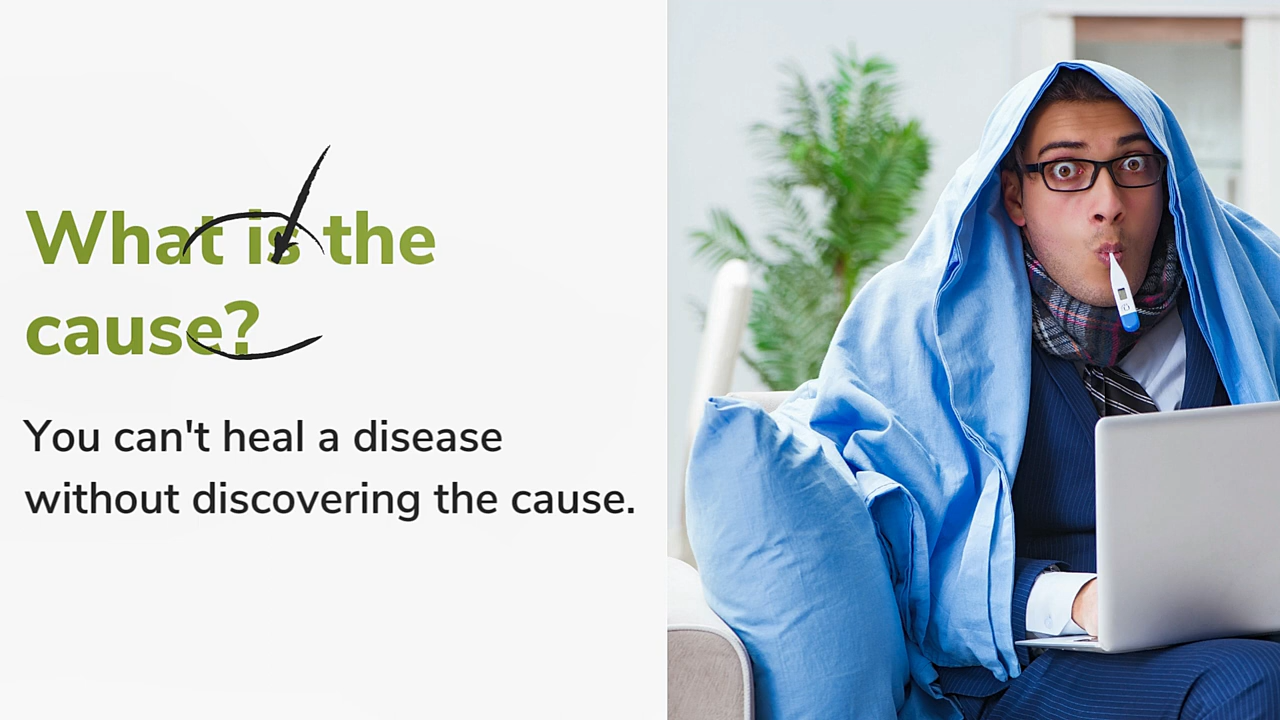 What is the
cause?
You can't heal a disease
without discovering the cause.